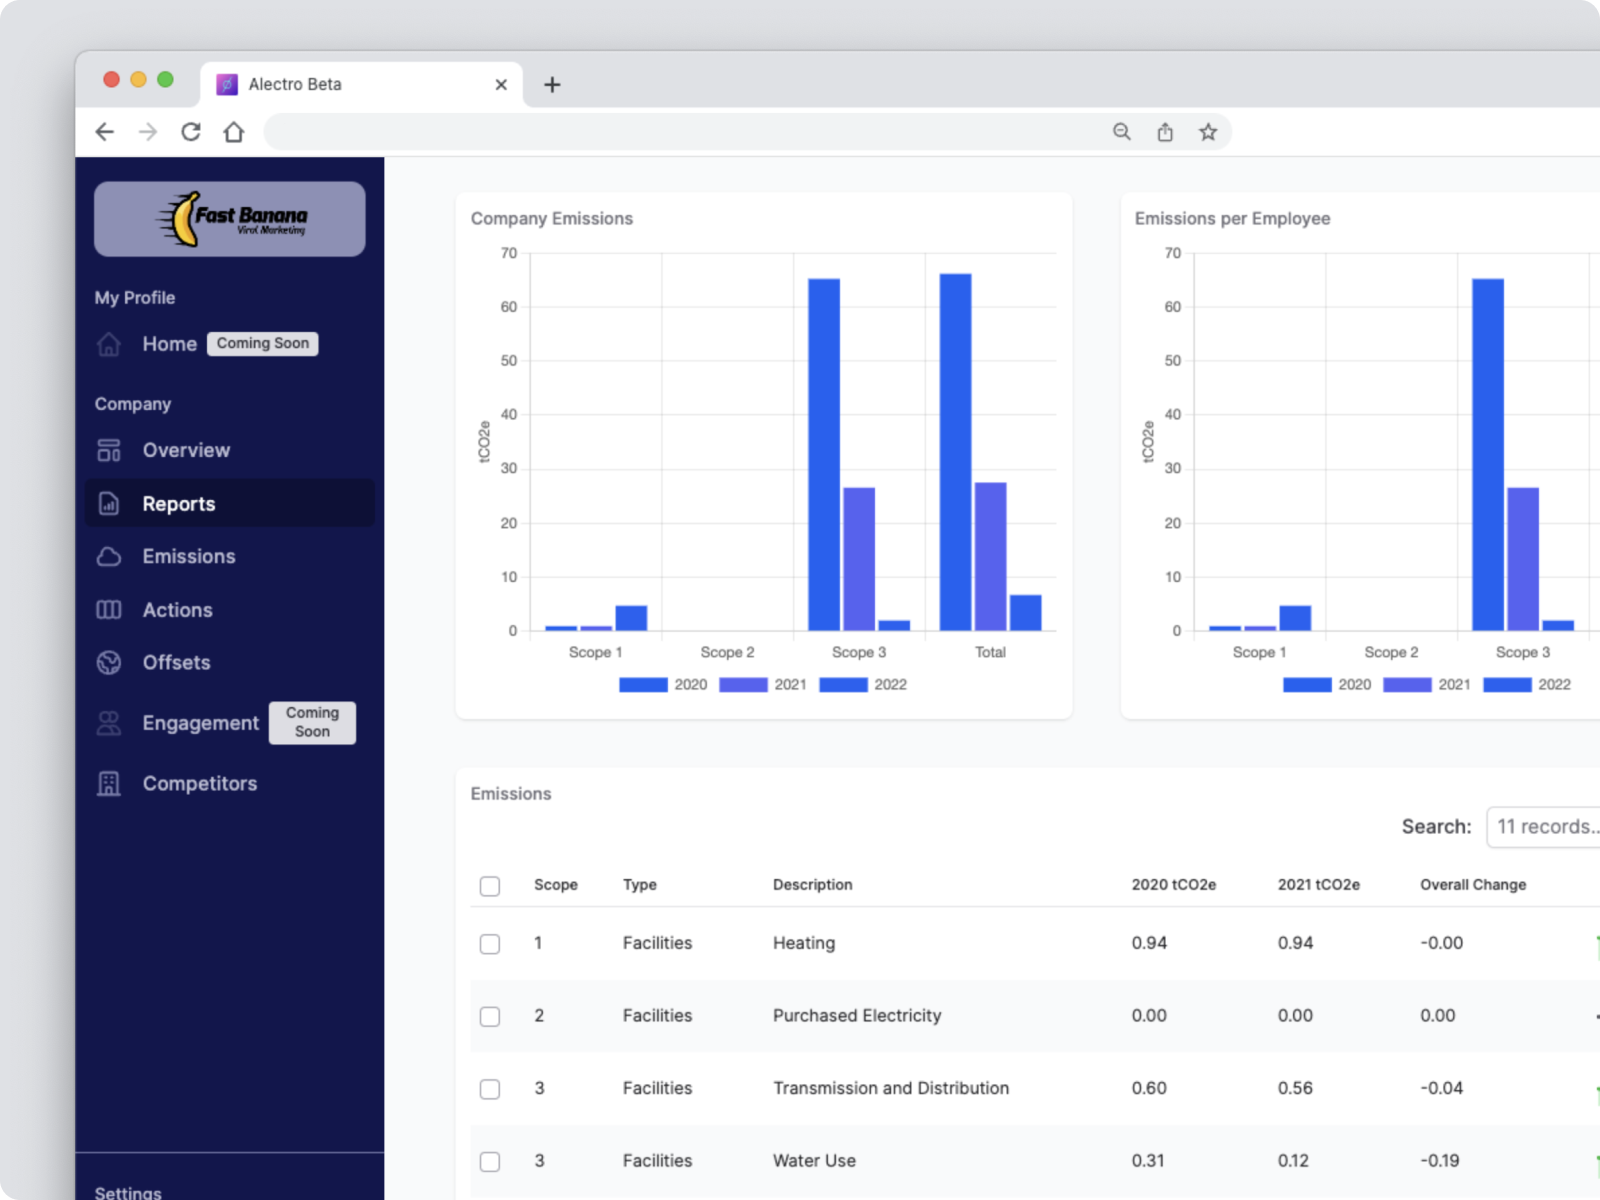 Alectro Beta
Fast Banana
Viral Marketing
My Profile
Home Coming Soon
Company
Overview
Reports
Emissions
Actions
Offsets
Engagement Coming
Soon
Competitors
Settings
Company Emissions
70
60
50
40
30
20
10
0
tCO2e
Scope 1 Scope 2 Scope 3 Total
2020 2021 2022
Emissions per Employee
70
60
50
40
30
20
10
0
tCO2e
Scope 1 Scope 2 Scope 3
2020 2021 2022
Emissions
Search: 11 records..
Scope Type Description 2020 tCO2e 2021 tCO2e Overall Change
1 Facilities Heating 0.94 0.94 -0.00
2 Facilities Purchased Electricity 0.00 0.00 0.00
3 Facilities Transmission and Distribution 0.60 0.56 -0.04
3 Facilities Water Use 0.31 0.12 -0.19